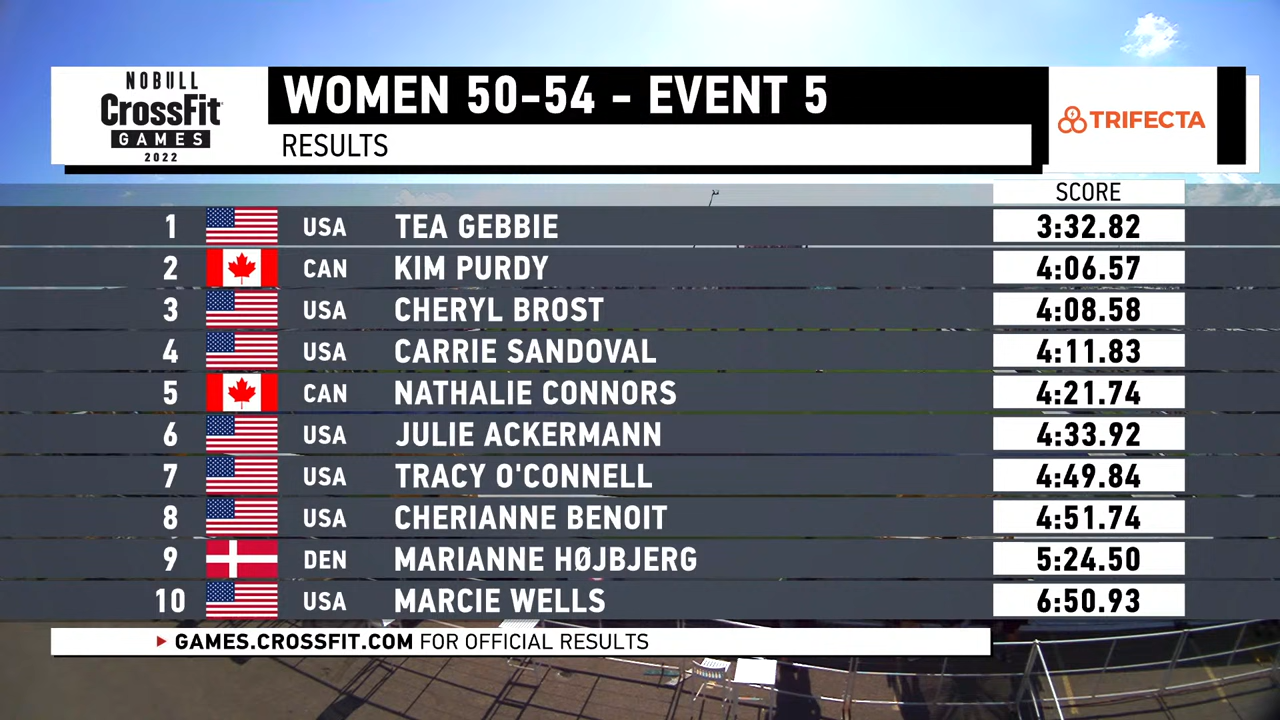 NOBULL
CrossFit
GAMES
2022
WOMEN 50-54 - EVENT 5
RESULTS
TRIFECTA
SCORE
1 USA TEA GEBBIE 3:32.82
2 CAN KIM PURDY 4:06.57
3 USA CHERYL BROST 4:08.58
4 USA CARRIE SANDOVAL 4:11.83
5 CAN NATHALIE CONNORS 4:21.74
6 USA JULIE ACKERMANN 4:33.92
7 USA TRACY O'CONNELL 4:49.84
8 USA CHERIANNE BENOIT 4:51.74
9 DEN MARIANNE HØJBJERG 5:24.50
10 USA MARCIE WELLS 6:50.93
GAMES.CROSSFIT.COM FOR OFFICIAL RESULTS